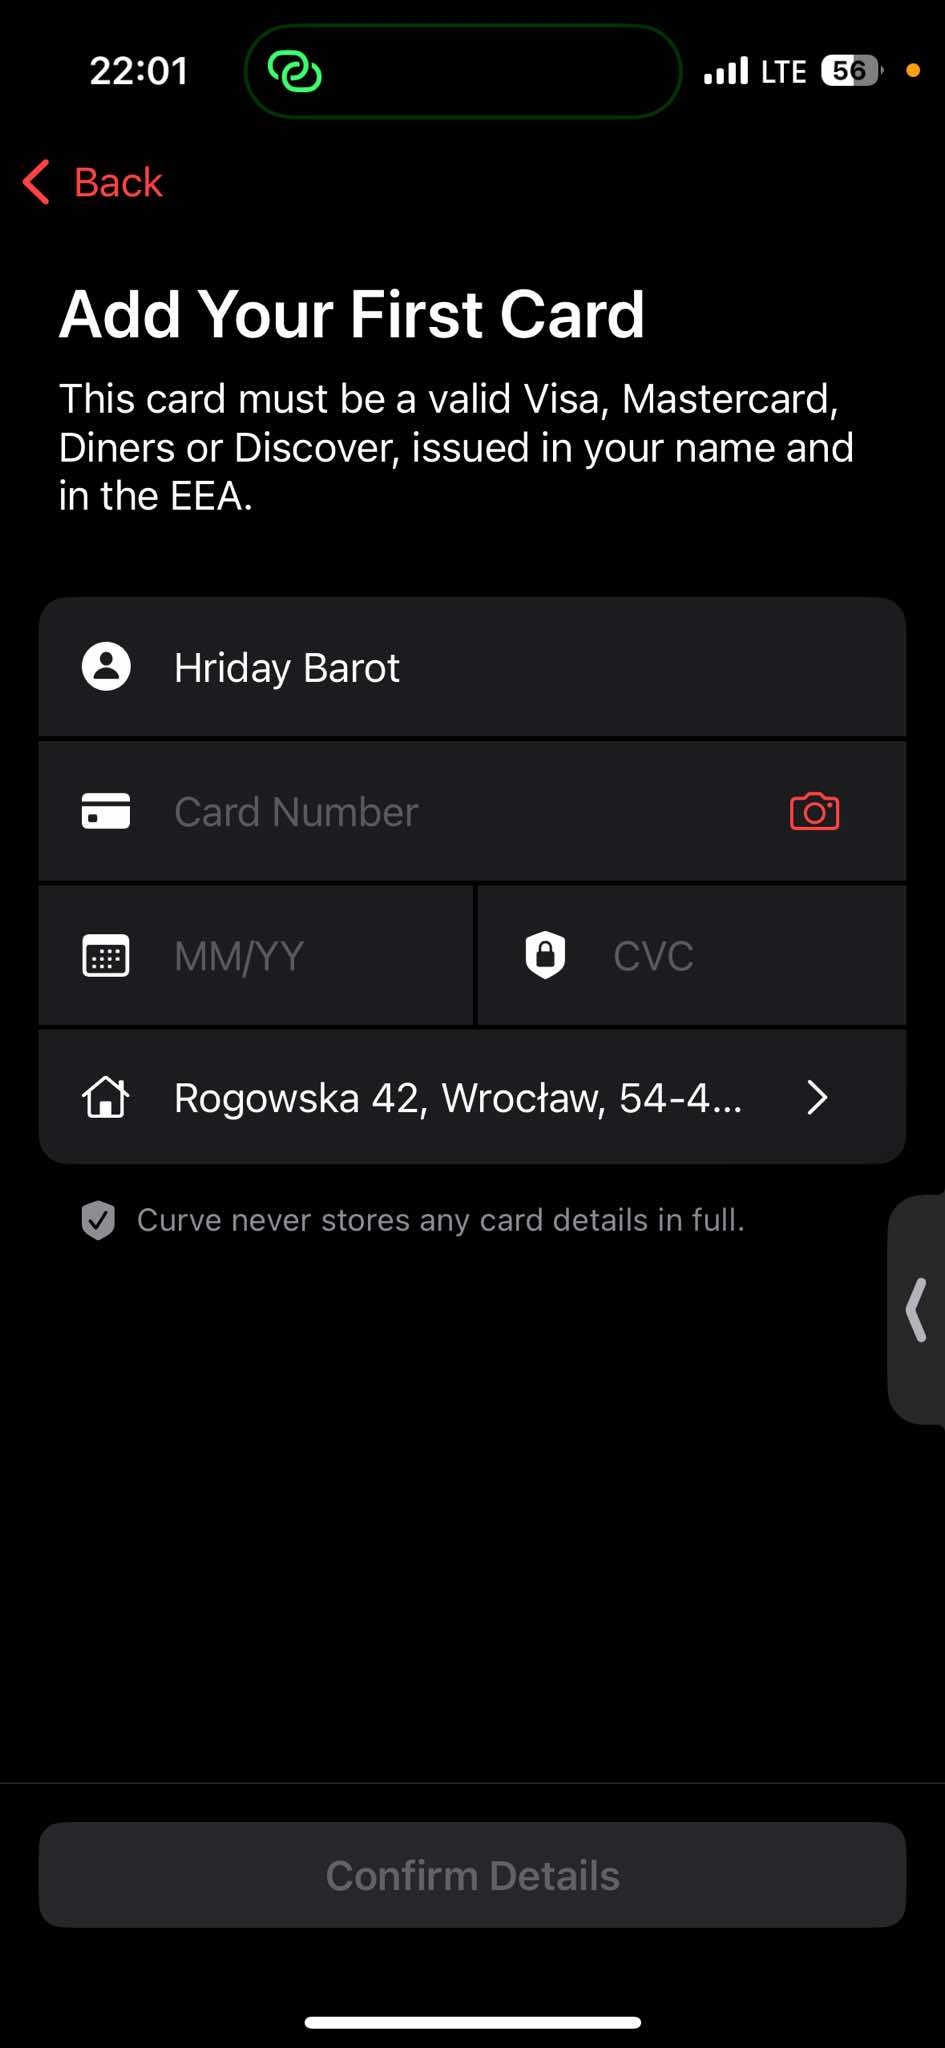 22:01
LTE 56
Back
Add Your First Card
This card must be a valid Visa, Mastercard,
Diners or Discover, issued in your name and
in the EEA.
Hriday Barot
Card Number
MM/YY
CVC
Rogowska 42, Wrocław, 54-4...
Curve never stores any card details in full.
Confirm Details